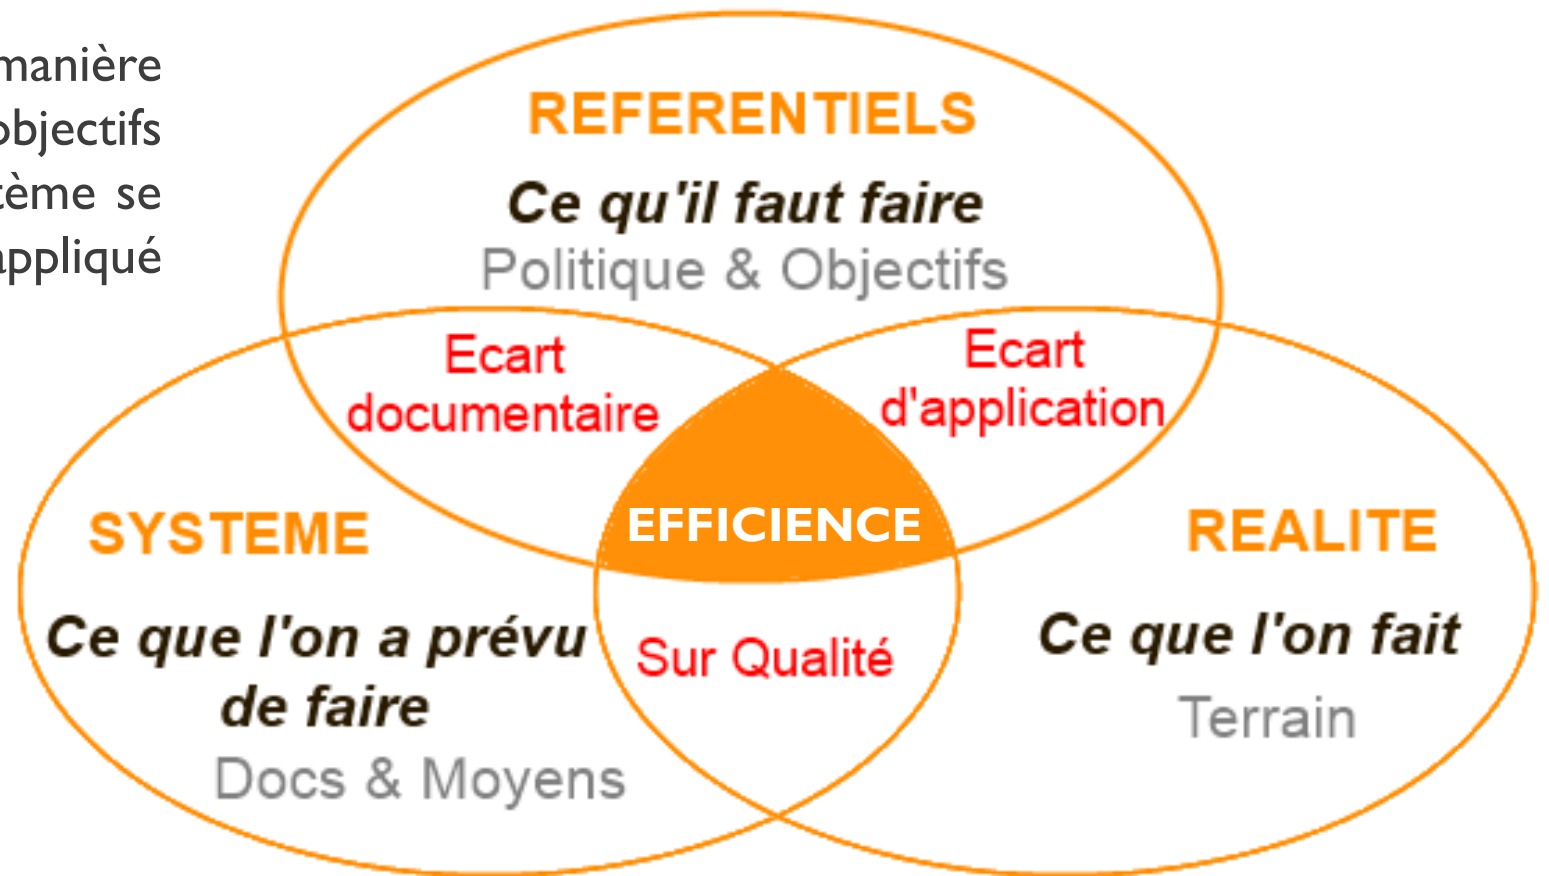 manière
objectifs
tème se
appliqué
REFERENTIELS
Ce qu'il faut faire
Politique & Objectifs
Ecart
documentaire
Ecart
d'application
EFFICIENCE
SYSTEME
Ce que l'on a prévu
de faire
Docs & Moyens
Sur Qualité
REALITE
Ce que l'on fait
Terrain